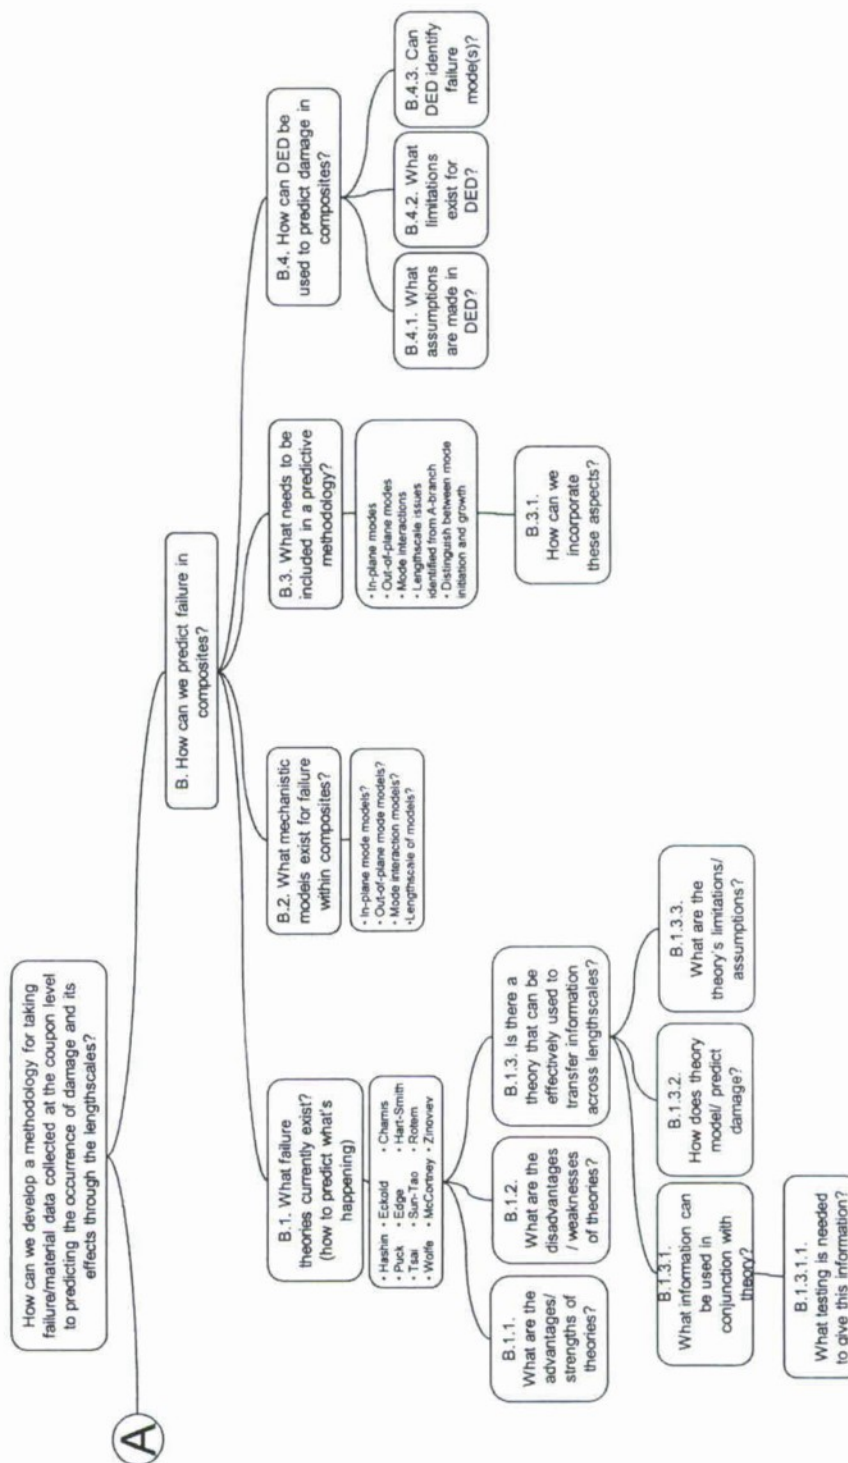 A
How can we develop a methodology for taking
failure/material data collected at the coupon level
to predicting the occurrence of damage and its
effects through the lengthscales?
B. How can we predict failure in
composites?
B.1. What failure
theories currently exist?
(how to predict what's
happening)
• Hashin • Eckold • Chamis
• Puck • Edge • Hart-Smith
• Tsai • Sun-Tao • Rotem
• Wolfe • McCartney • Zinoviev
B.1.1.
What are the
advantages/
strengths of
theories?
B.1.2.
What are the
disadvantages
/ weaknesses
of theories?
B.1.3. Is there a
theory that can be
effectively used to
transfer information
across lengthscales?
B.1.3.1.
What information can
be used in
conjunction with
theory?
B.1.3.1.1.
What testing is needed
to give this information?
B.1.3.2.
How does theory
model/ predict
damage?
B.1.3.3.
What are the
theory's limitations/
assumptions?
B.2. What mechanistic
models exist for failure
within composites?
• In-plane mode models?
• Out-of-plane mode models?
• Mode interaction models?
•Lengthscale of models?
B.3. What needs to be
included in a predictive
methodology?
• In-plane modes
• Out-of-plane modes
• Mode interactions
• Lengthscale issues
identified from A-branch
• Distinguish between mode
initiation and growth
B.3.1.
How can we
incorporate
these aspects?
B.4. How can DED be
used to predict damage in
composites?
B.4.1. What
assumptions
are made in
DED?
B.4.2. What
limitations
exist for
DED?
B.4.3. Can
DED identify
failure
mode(s)?